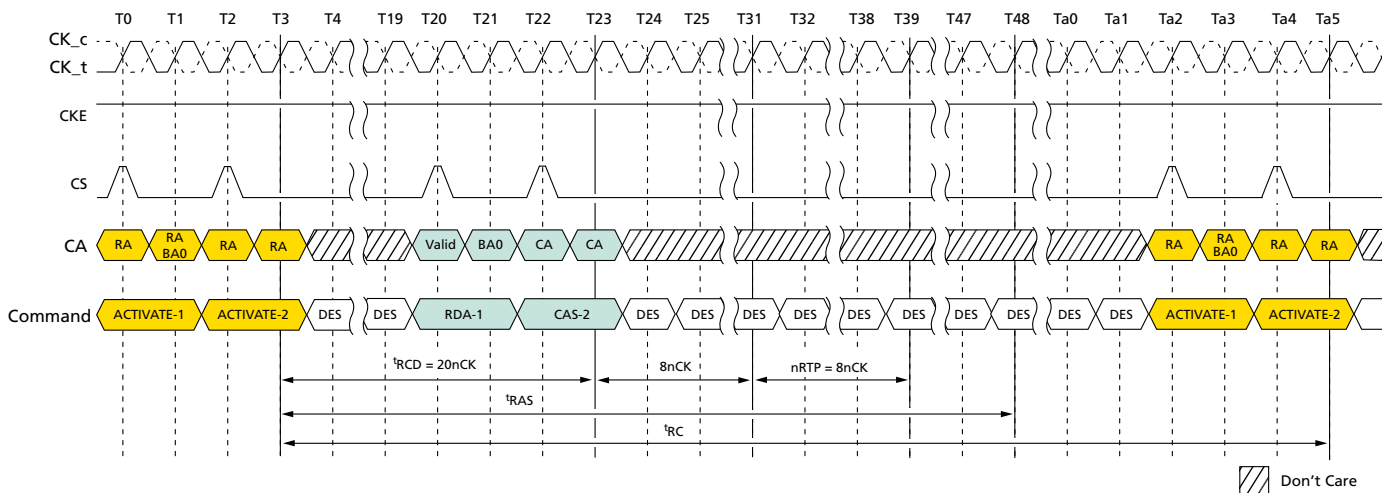 T0 T1 T2 T3 T4 T19 T20 T21 T22 T23 T24 T25 T31 T32 T38 T39 T47 T48 Ta0 Ta1 Ta2 Ta3 Ta4 Ta5
CK_c
CK_t
CKE
CS
CA RA RA BA0 RA RA Valid BA0 CA CA RA RA BA0 RA RA
Command ACTIVATE-1 ACTIVATE-2 DES DES RDA-1 CAS-2 DES DES DES DES DES DES DES DES DES DES ACTIVATE-1 ACTIVATE-2
tRCD = 20nCK 8nCK nRTP = 8nCK
tRAS
tRC
Don't Care